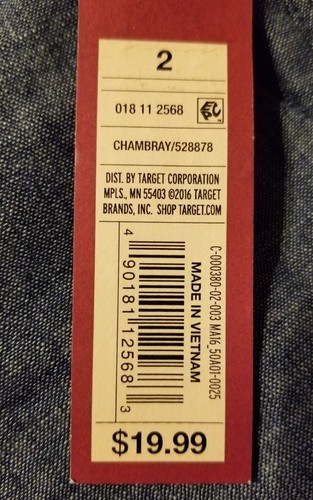 2
018 11 2568
CHAMBRAY/528878
DIST. BY TARGET CORPORATION
MPLS., MN 55403 ©2016 TARGET
BRANDS, INC. SHOP TARGET.COM
C-000380-02-003 MA16_50A01-0025
MADE IN VIETNAM
4 90181 12568 3
$19.99